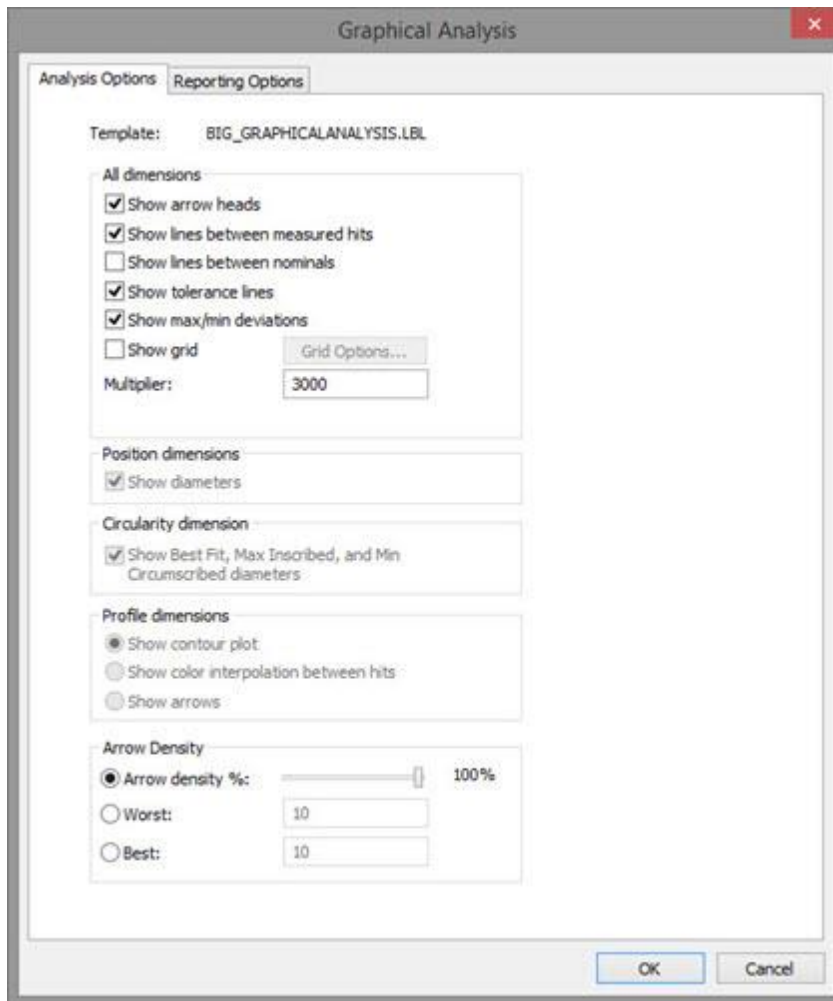 Graphical Analysis
Analysis Options Reporting Options
Template: BIG_GRAPHICALANALYSIS.LBL
All dimensions
Show arrow heads
Show lines between measured hits
Show lines between nominals
Show tolerance lines
Show max/min deviations
Show grid Grid Options...
Multiplier: 3000
Position dimensions
Show diameters
Circularity dimension
Show Best Fit, Max Inscribed, and Min
Circumscribed diameters
Profile dimensions
Show contour plot
Show color interpolation between hits
Show arrows
Arrow Density
Arrow density %: 100%
Worst: 10
Best: 10
OK Cancel